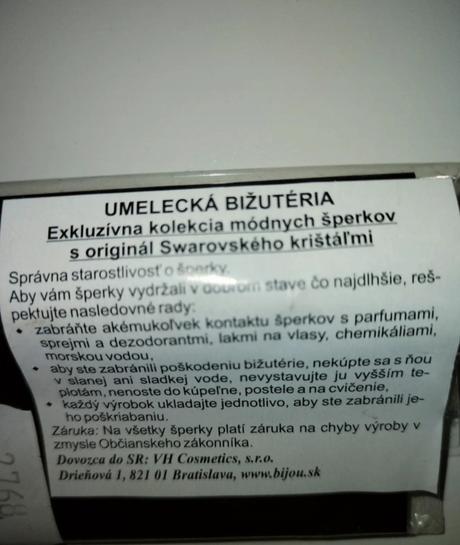 UMELECKÁ BIŽUTÉRIA
Exkluzívna kolekcia módnych šperkov
s originál Swarovského krištáľmi
Správna starostlivosť o šperky.
Aby vám šperky vydržali v dobrom stave čo najdlhšie, reš-
pektujte nasledovné rady:
• zabráňte akémukoľvek kontaktu šperkov s parfumami,
sprejmi a dezodorantmi, lakmi na vlasy, chemikáliami,
morskou vodou,
• aby ste zabránili poškodeniu bižutérie, nekúpte sa s ňou
v slanej ani sladkej vode, nevystavujte ju vyšším te-
plotám, nenoste do kúpeľne, postele a na cvičenie,
• každý výrobok ukladajte jednotlivo, aby ste zabránili je-
ho poškriabaniu.
Záruka: Na všetky šperky platí záruka na chyby výroby v
zmysle Občianskeho zákonníka.
Dovozca do SR: VH Cosmetics, s.r.o.
Drieňová 1, 821 01 Bratislava, www.bijou.sk
2768